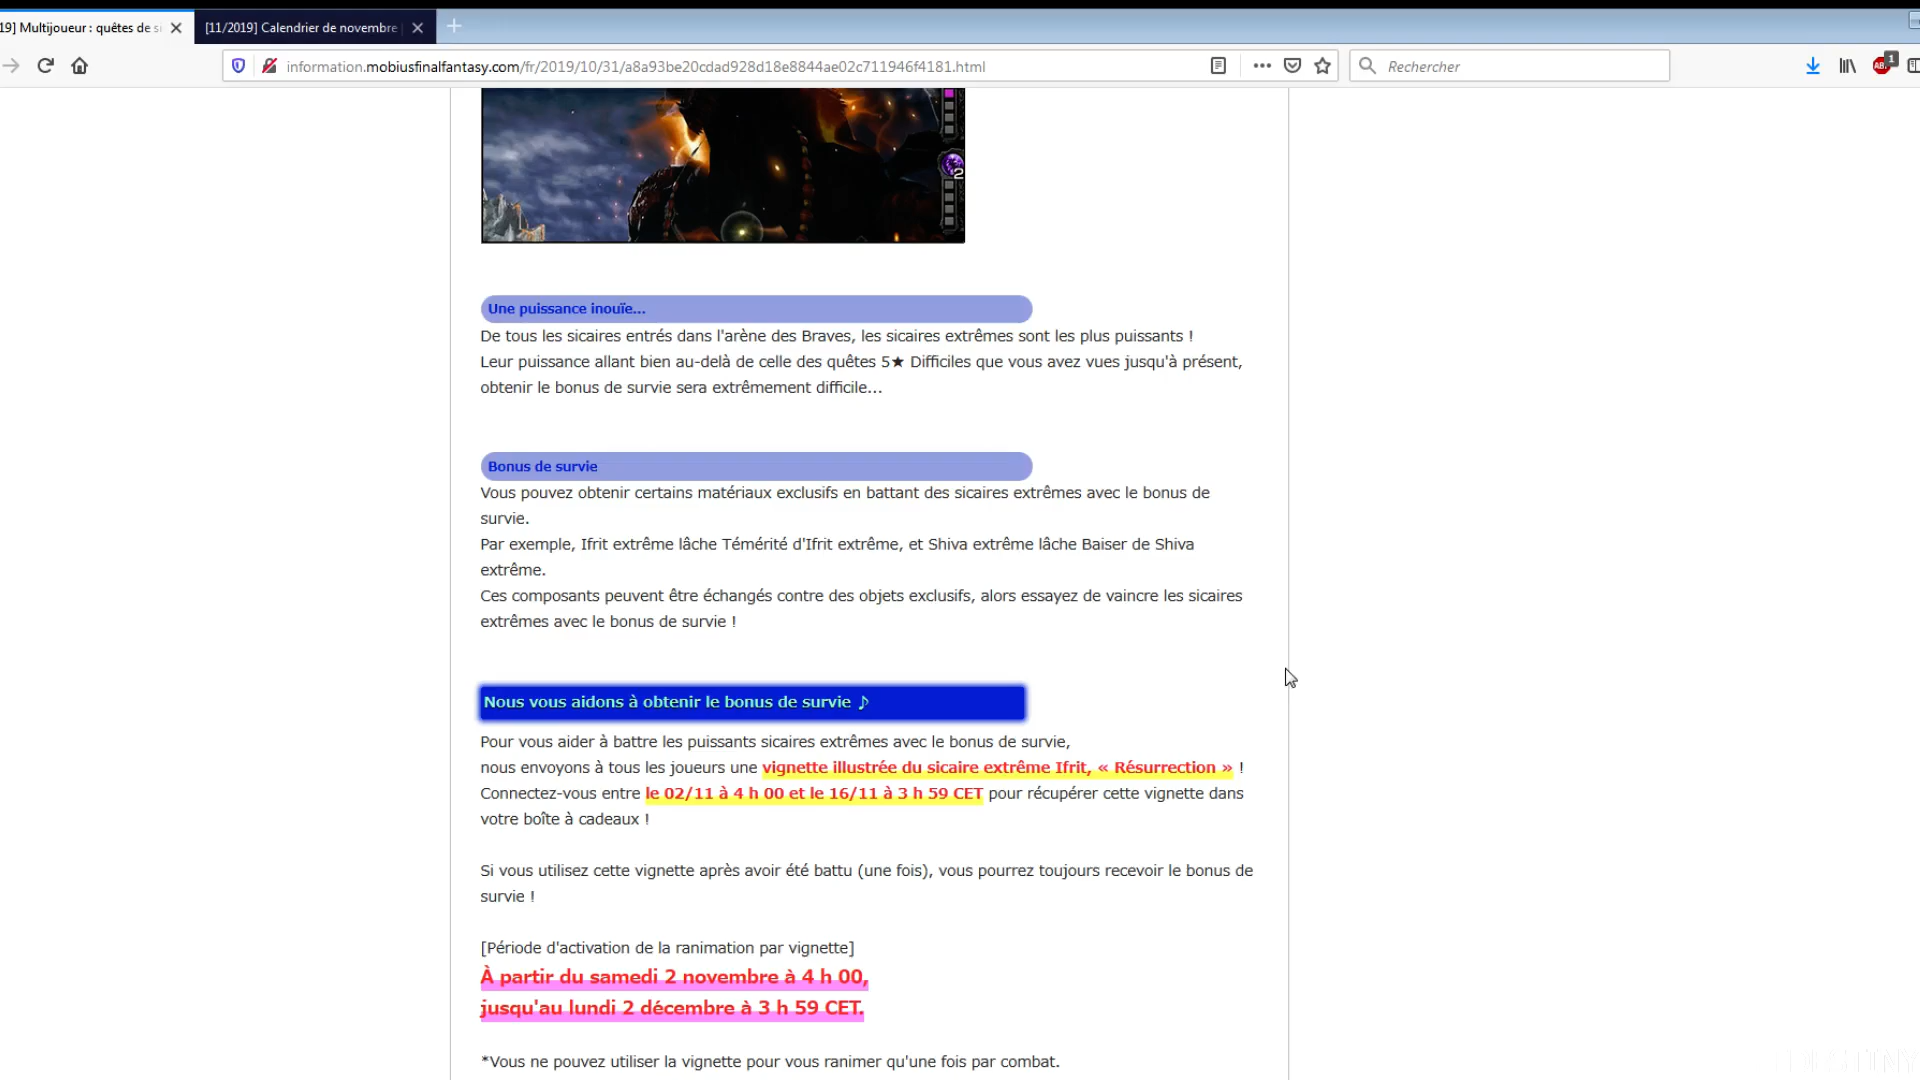 19] Multijoueur : quêtes de si
[11/2019] Calendrier de novembre
information.mobiusfinalfantasy.com/fr/2019/10/31/a8a93be20cdad928d18e8844ae02c711946f4181.html
Rechercher
ABP
1
2
Une puissance inouïe...
De tous les sicaires entrés dans l'arène des Braves, les sicaires extrêmes sont les plus puissants !
Leur puissance allant bien au-delà de celle des quêtes 5★ Difficiles que vous avez vues jusqu'à présent,
obtenir le bonus de survie sera extrêmement difficile...
Bonus de survie
Vous pouvez obtenir certains matériaux exclusifs en battant des sicaires extrêmes avec le bonus de
survie.
Par exemple, Ifrit extrême lâche Témérité d'Ifrit extrême, et Shiva extrême lâche Baiser de Shiva
extrême.
Ces composants peuvent être échangés contre des objets exclusifs, alors essayez de vaincre les sicaires
extrêmes avec le bonus de survie !
Nous vous aidons à obtenir le bonus de survie ♪
Pour vous aider à battre les puissants sicaires extrêmes avec le bonus de survie,
nous envoyons à tous les joueurs une vignette illustrée du sicaire extrême Ifrit, « Résurrection » !
Connectez-vous entre le 02/11 à 4 h 00 et le 16/11 à 3 h 59 CET pour récupérer cette vignette dans
votre boîte à cadeaux !
Si vous utilisez cette vignette après avoir été battu (une fois), vous pourrez toujours recevoir le bonus de
survie !
[Période d'activation de la ranimation par vignette]
À partir du samedi 2 novembre à 4 h 00,
jusqu'au lundi 2 décembre à 3 h 59 CET.
*Vous ne pouvez utiliser la vignette pour vous ranimer qu'une fois par combat.